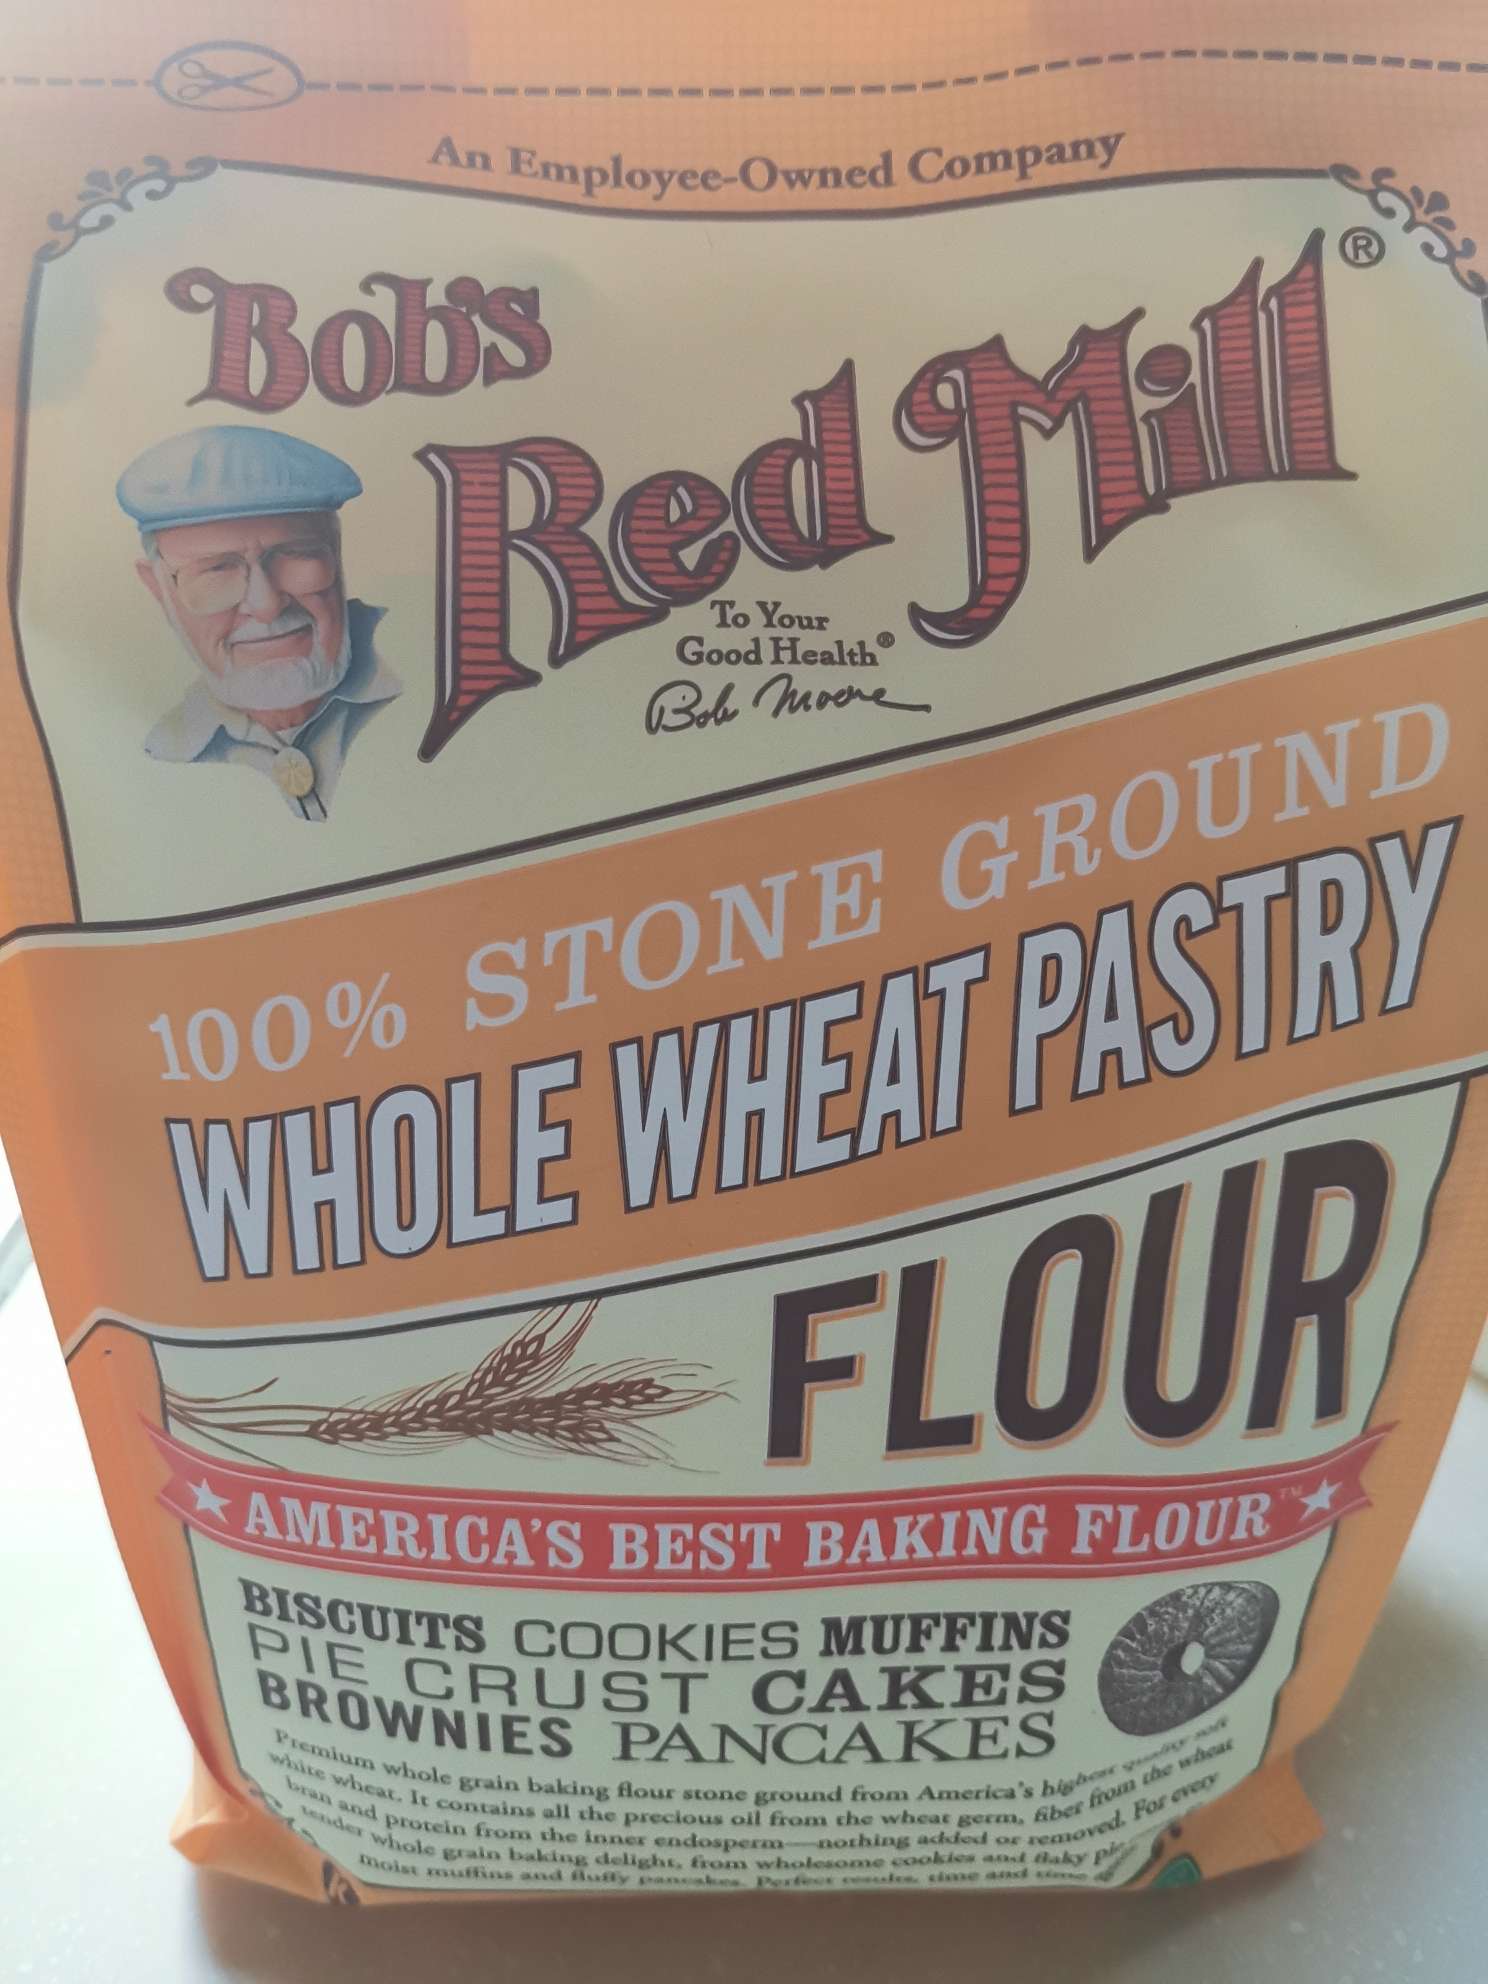 An Employee-Owned Company
Bob's
Red Mill®
To Your
Good Health®
Bob Moore
100% STONE GROUND
WHOLE WHEAT PASTRY
FLOUR
AMERICA'S BEST BAKING FLOUR™
BISCUITS COOKIES MUFFINS
PIE CRUST CAKES
BROWNIES PANCAKES
Premium whole grain baking flour stone ground from America's highest quality soft
white wheat. It contains all the precious oil from the wheat germ, fiber from the wheat
bran and protein from the inner endosperm—nothing added or removed. For every
tender whole grain baking delight, from wholesome cookies and flaky pie
moist muffins and fluffy pancakes. Perfect results, time and time
K